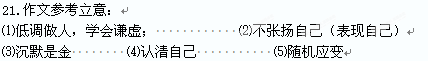 21.作文参考立意：
⑴低调做人，学会谦虚； ⑵不张扬自己（表现自己）
⑶沉默是金 ⑷认清自己 ⑸随机应变